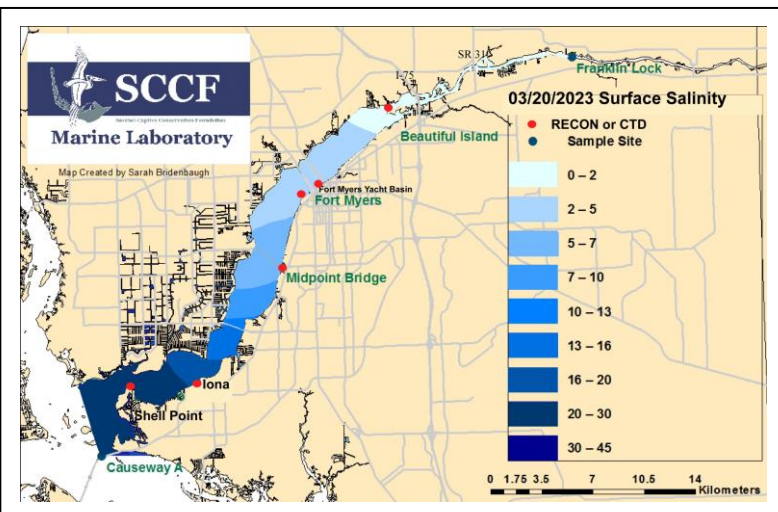 SR 31
Franklin Lock
I-75
SCCF
Marine Laboratory
Map Created by Sarah Bridenbaugh
03/20/2023 Surface Salinity
RECON or CTD
Sample Site
Beautiful Island
Fort Myers Yacht Basin
Fort Myers
0 – 2
2 – 5
5 – 7
7 – 10
10 – 13
13 – 16
16 – 20
20 – 30
30 – 45
Midpoint Bridge
Iona
Shell Point
Causeway A
0 1.75 3.5 7 10.5 14
Kilometers